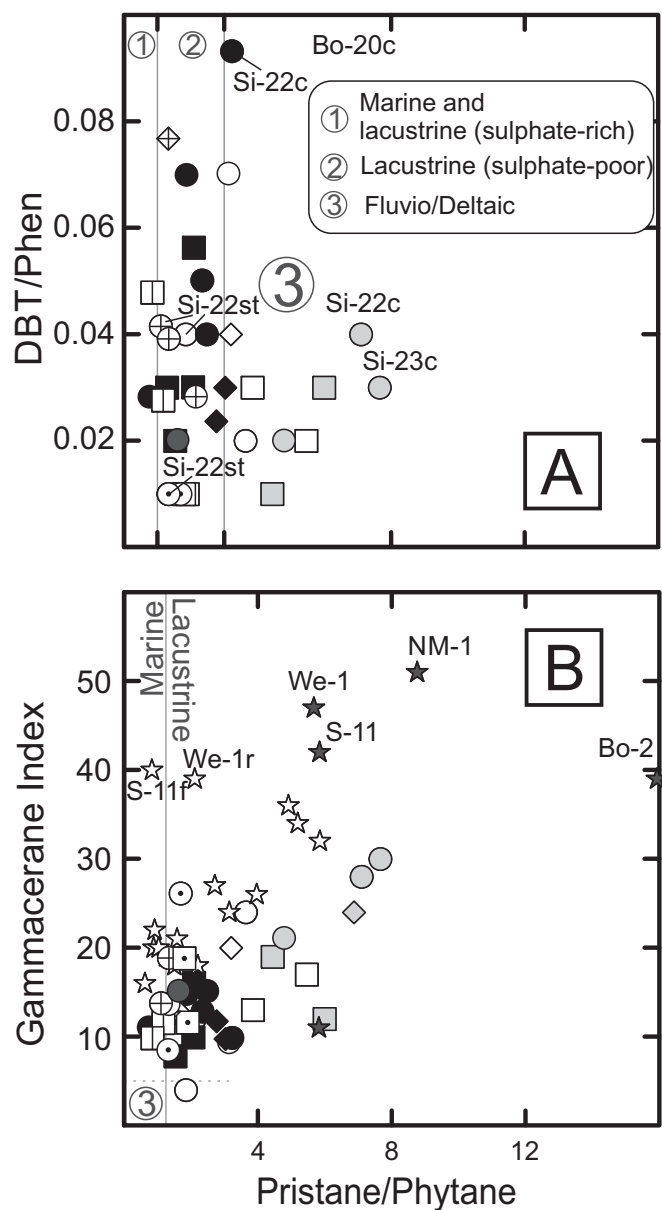 ① ② Bo-20c
Si-22c
① Marine and
lacustrine (sulphate-rich)
② Lacustrine (sulphate-poor)
③ Fluvio/Deltaic
0.08
0.06
0.04
0.02
DBT/Phen
③
Si-22st
Si-22c
Si-23c
Si-22st
A
Marine
Lacustrine
NM-1
We-1
S-11
Bo-2
We-1r
S-11f
B
50
40
30
20
10
Gammacerane Index
③
4 8 12
Pristane/Phytane